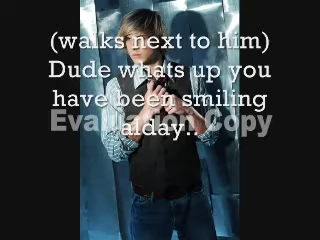 (walks next to him)
Dude whats up you
have been smiling
alday..
Evaluation Copy